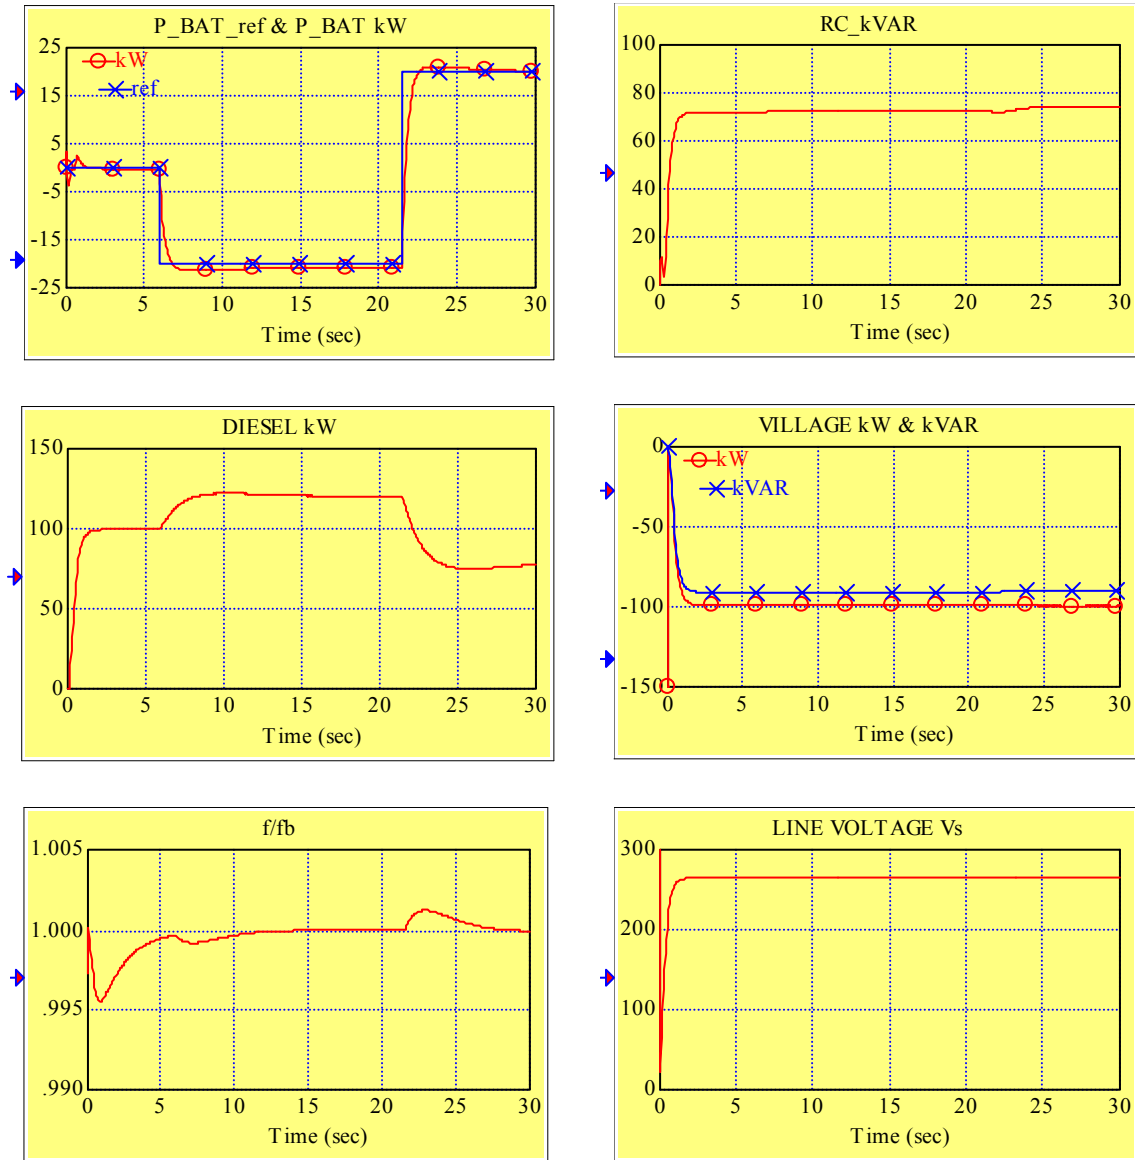 P_BAT_ref & P_BAT kW
kW
ref
25
15
5
-5
-15
-25
0 5 10 15 20 25 30
Time (sec)
RC_kVAR
100
80
60
40
20
0
0 5 10 15 20 25 30
Time (sec)
DIESEL kW
150
100
50
0
0 5 10 15 20 25 30
Time (sec)
VILLAGE kW & kVAR
kW
kVAR
0
-50
-100
-150
0 5 10 15 20 25 30
Time (sec)
f/fb
1.005
1.000
.995
.990
0 5 10 15 20 25 30
Time (sec)
LINE VOLTAGE Vs
300
200
100
0
0 5 10 15 20 25 30
Time (sec)